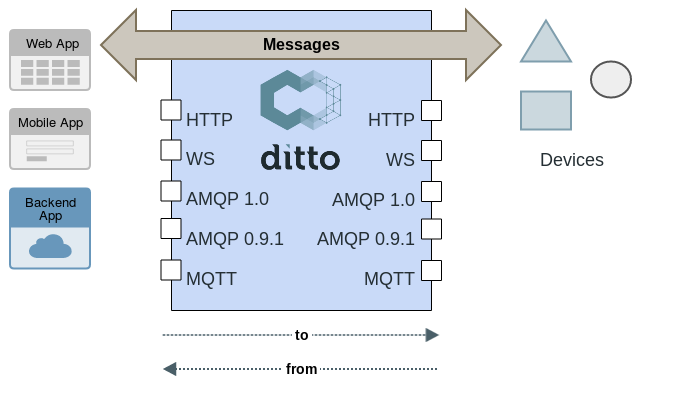 Messages
Web App
Mobile App
Backend
App
ditto
HTTP
WS
AMQP 1.0
AMQP 0.9.1
MQTT
HTTP
WS
AMQP 1.0
AMQP 0.9.1
MQTT
Devices
to
from